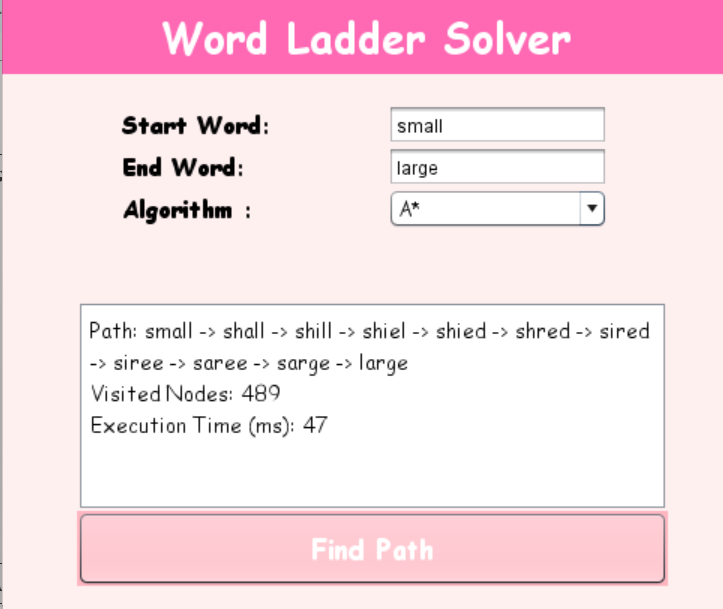 Word Ladder Solver
Start Word: small
End Word: large
Algorithm : A*
Path: small -> shall -> shill -> shiel -> shied -> shred -> sired
-> siree -> saree -> sarge -> large
Visited Nodes: 489
Execution Time (ms): 47
Find Path